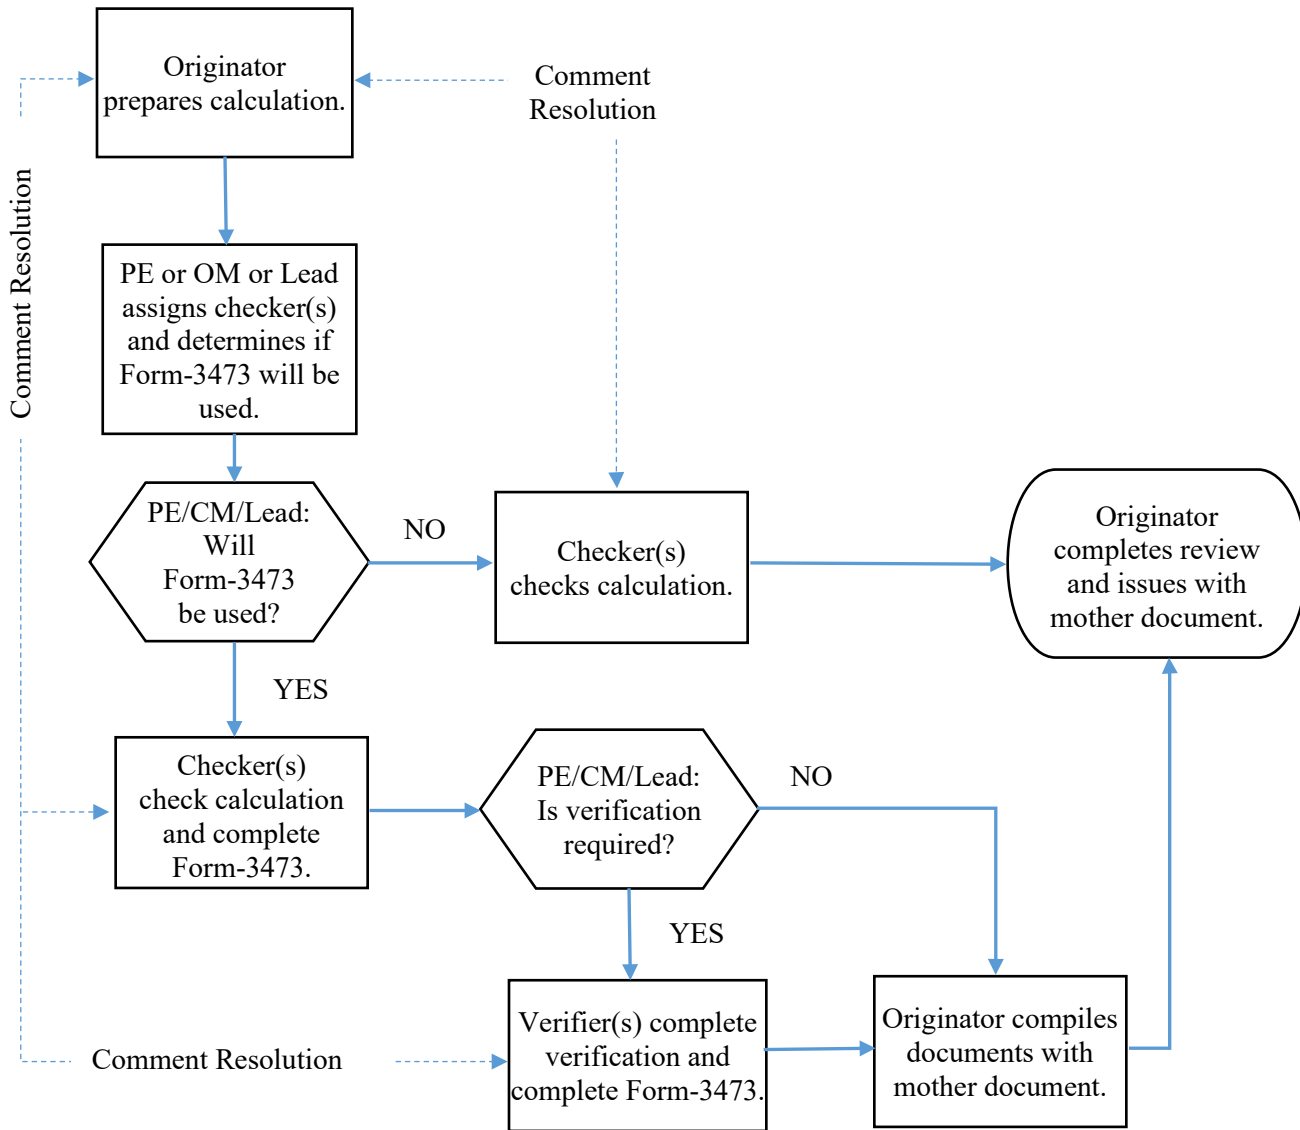 Originator
prepares calculation.
Comment
Resolution
Comment Resolution
PE or OM or Lead
assigns checker(s)
and determines if
Form-3473 will be
used.
PE/CM/Lead:
Will
Form-3473
be used?
NO
Checker(s)
checks calculation.
Originator
completes review
and issues with
mother document.
YES
Checker(s)
check calculation
and complete
Form-3473.
PE/CM/Lead:
Is verification
required?
NO
YES
Comment Resolution
Verifier(s) complete
verification and
complete Form-3473.
Originator compiles
documents with
mother document.